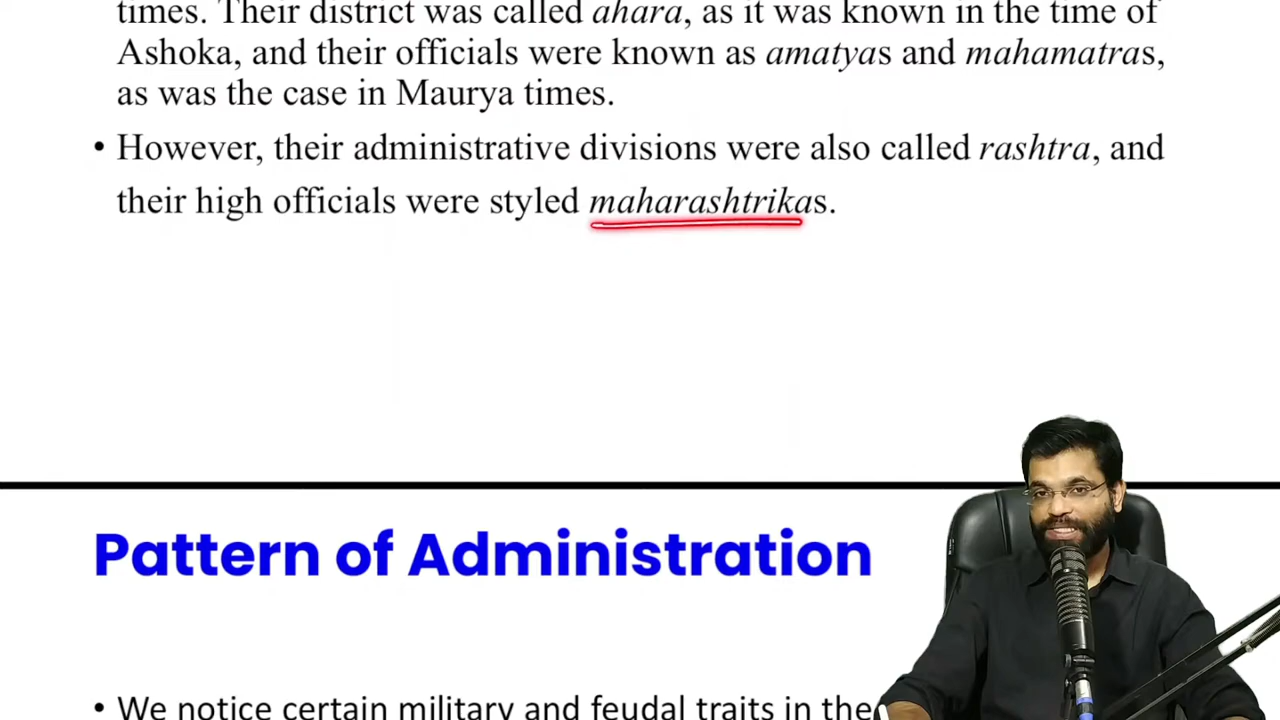 times. Their district was called ahara, as it was known in the time of
Ashoka, and their officials were known as amatyas and mahamatras,
as was the case in Maurya times.
• However, their administrative divisions were also called rashtra, and
their high officials were styled maharashtrikas.
Pattern of Administration
• We notice certain military and feudal traits in the